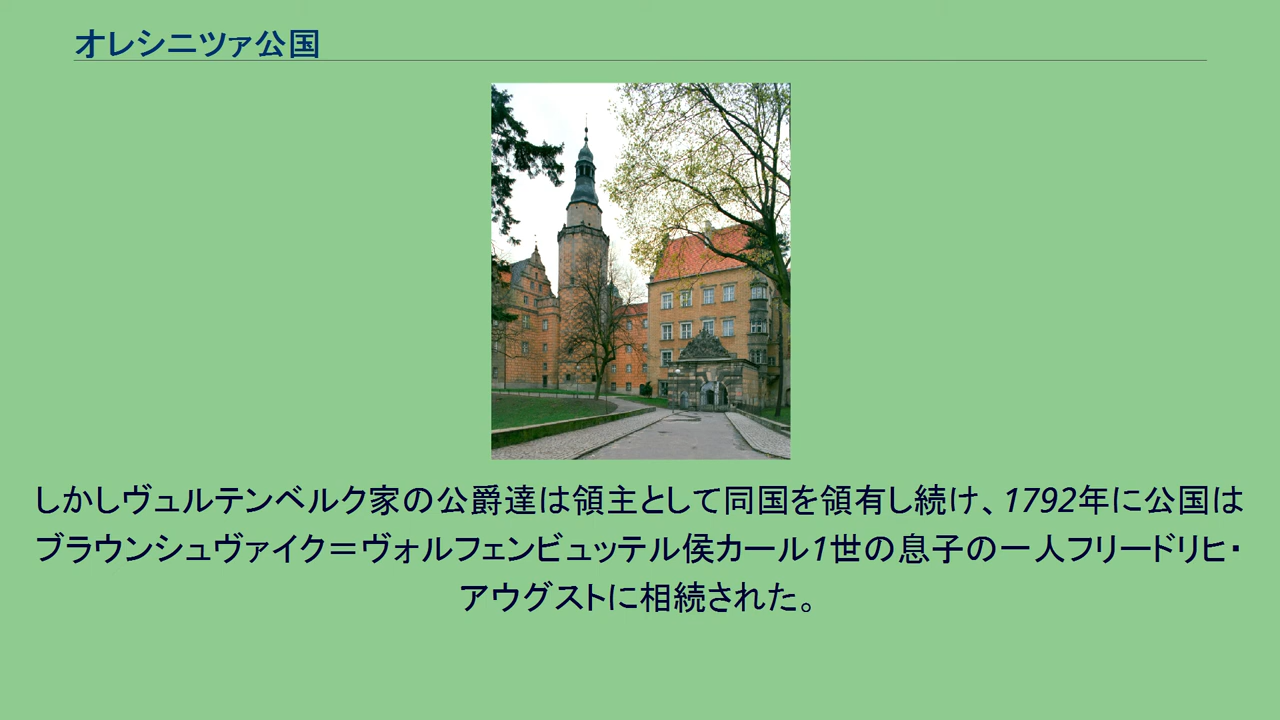 オレシニツァ公国
しかしヴュルテンベルク家の公爵達は領主として同国を領有し続け、1792年に公国は
ブラウンシュヴァイク＝ヴォルフェンビュッテル侯カール1世の息子の一人フリードリヒ・
アウグストに相続された。